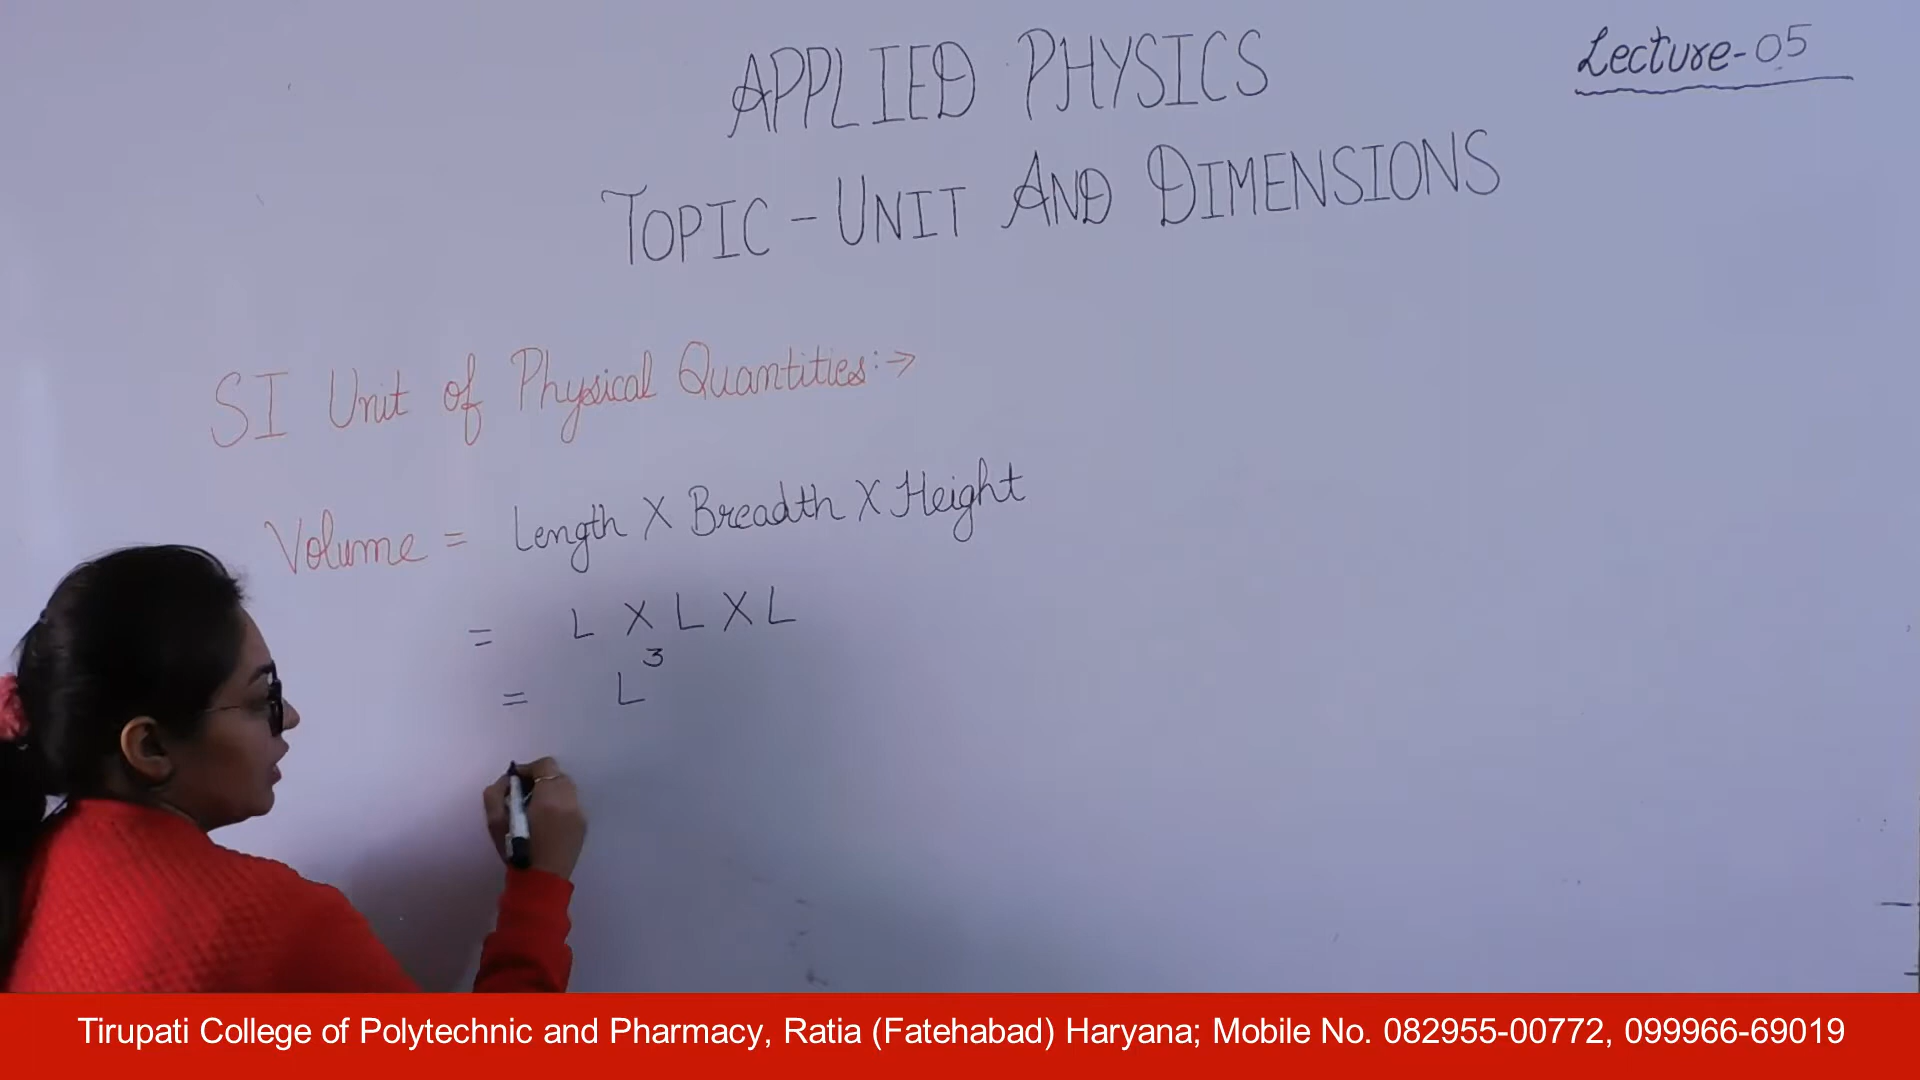 APPLIED PHYSICS
Lecture-05
TOPIC - UNIT AND DIMENSIONS
SI Unit of Physical Quantities:→
Volume = Length X Breadth X Height
= L X L X L
= L³
Tirupati College of Polytechnic and Pharmacy, Ratia (Fatehabad) Haryana; Mobile No. 082955-00772, 099966-69019